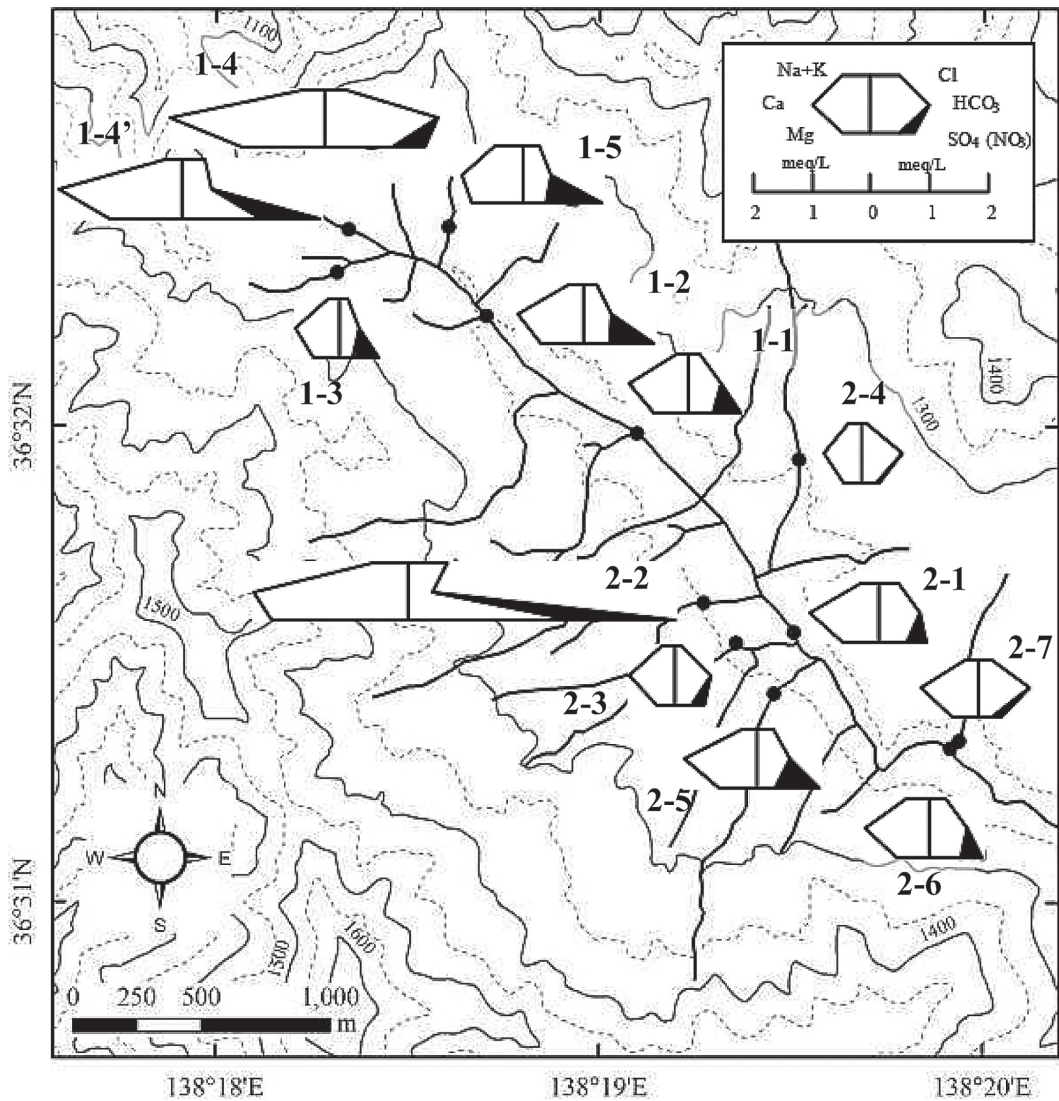 1100
1-4
1-4’
1-5
Na+K
Cl
Ca
HCO3
Mg
SO4 (NO3)
meq/L
meq/L
2
1
0
1
2
1-2
1-1
1-3
2-4
1400
1300
36°32'N
2-2
2-1
1500
2-7
2-3
2-5
N
W
E
S
2-6
36°31'N
1400
1500
1600
0
250
500
1,000
m
138°18'E
138°19'E
138°20'E